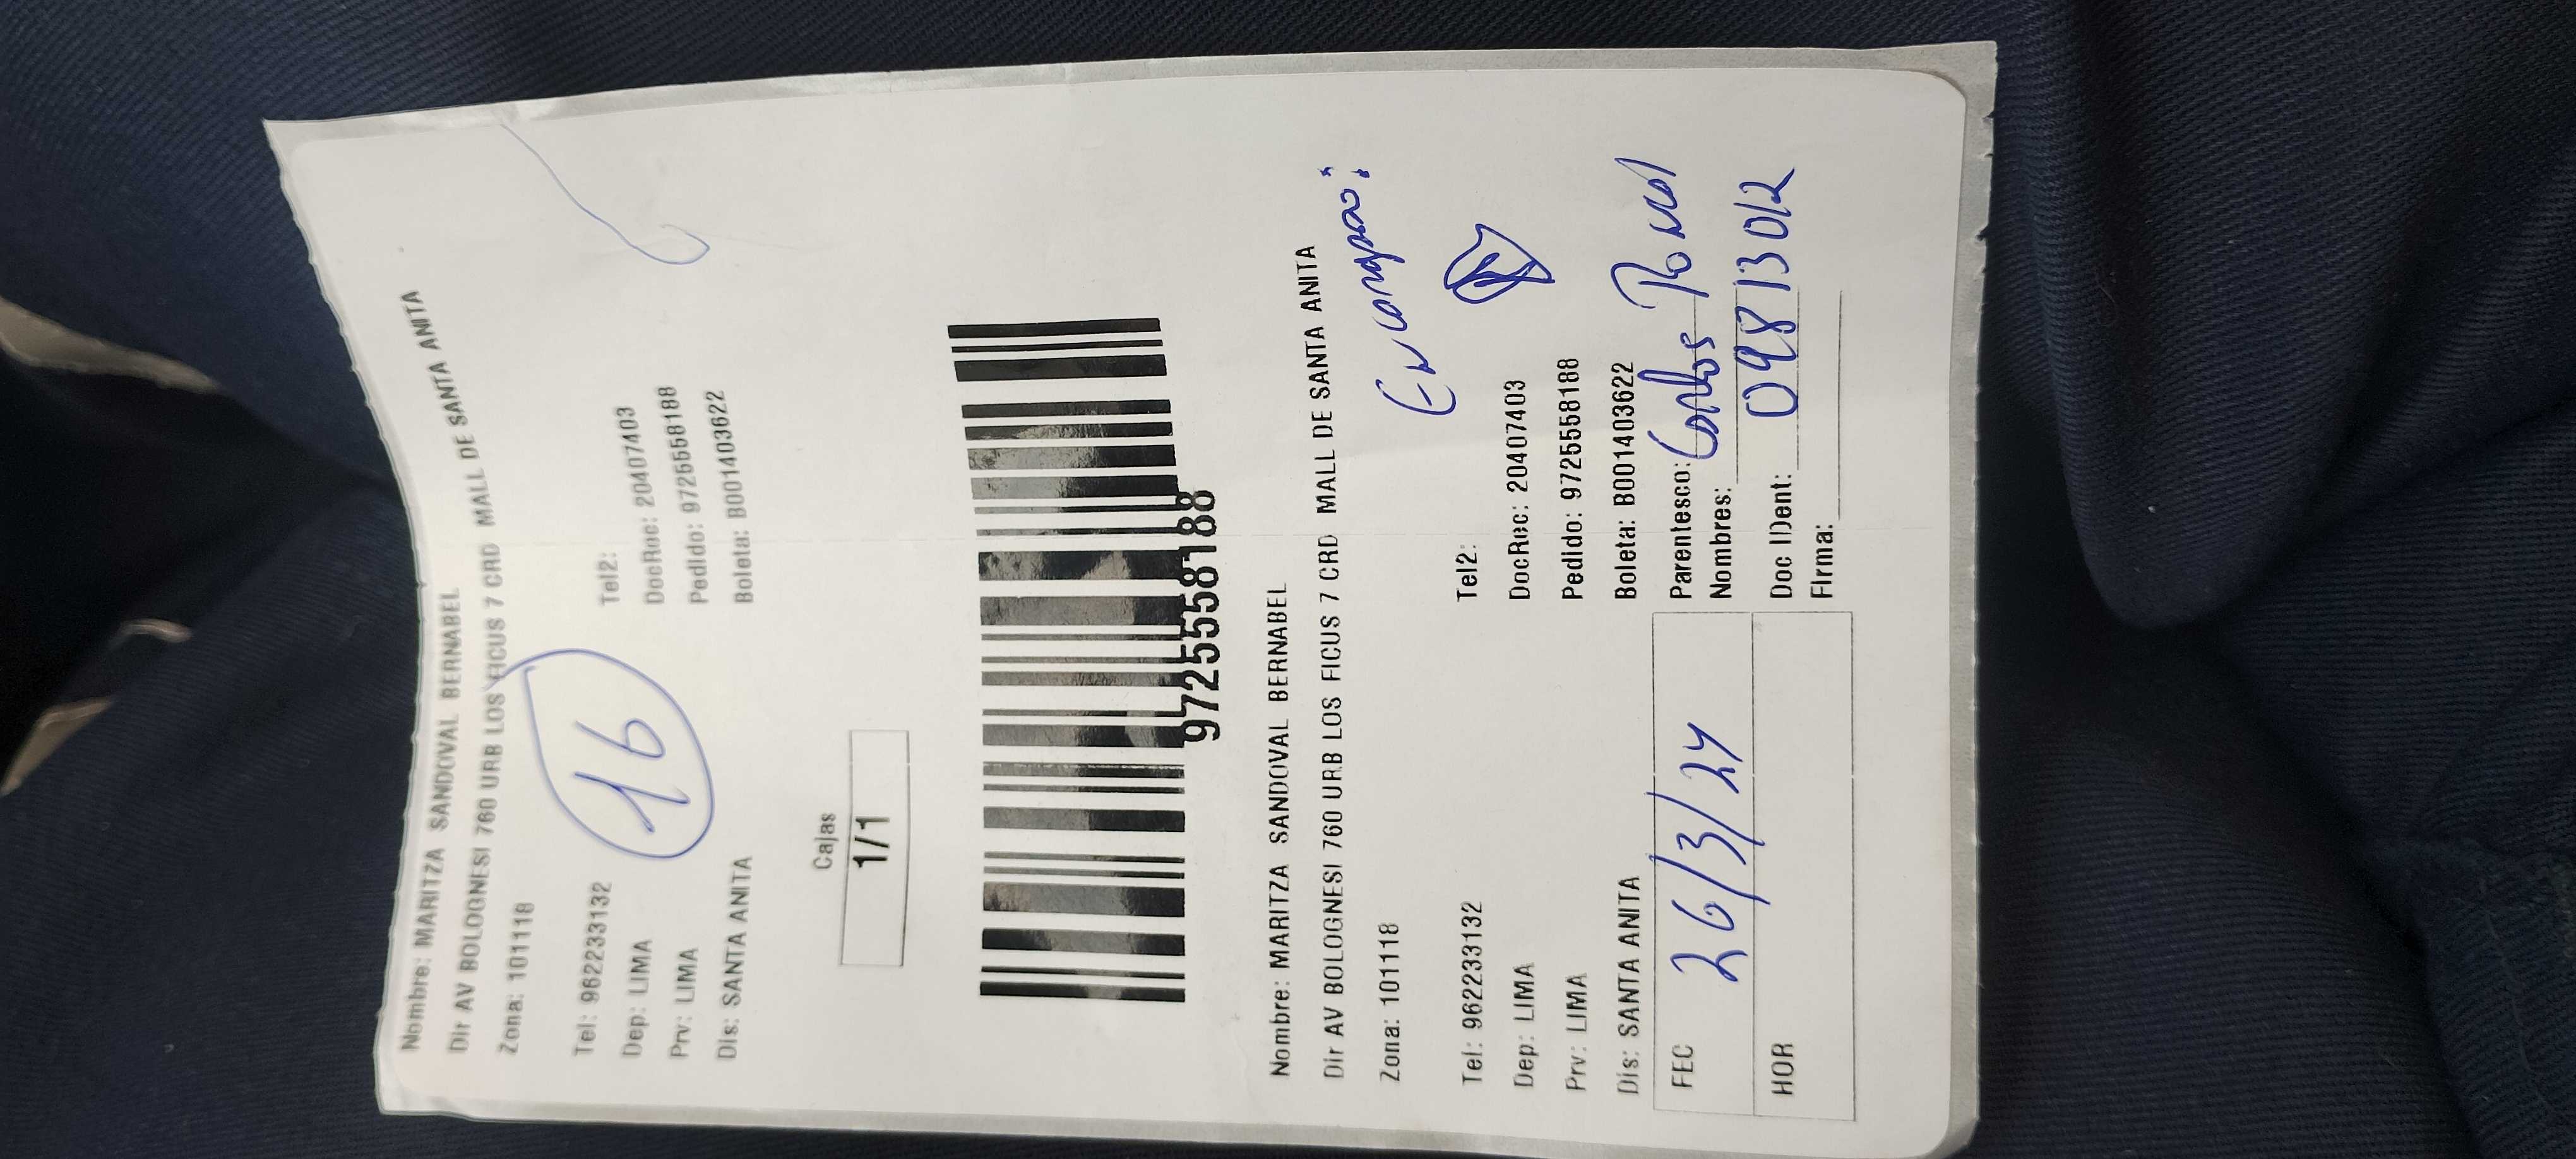 Nombre: MARITZA SANDOVAL BERNABEL
Dir AV BOLOGNESI 760 URB LOS FICUS 7 CRD MALL DE SANTA ANITA
Zona: 101118
16
Tel: 962233132 Tel2:
Dep: LIMA DocRec: 20407403
Prv: LIMA Pedido: 9725558188
Dis: SANTA ANITA Boleta: B001403622
Cajas
1/1
9725558188
Nombre: MARITZA SANDOVAL BERNABEL
Dir AV BOLOGNESI 760 URB LOS FICUS 7 CRD MALL DE SANTA ANITA
Zona: 101118
Tel: 962233132 Tel2:
Dep: LIMA DocRec: 20407403
Prv: LIMA Pedido: 9725558188
Dis: SANTA ANITA Boleta: B001403622
FEC 26/3/24 Parentesco:
Nombres: Carlos
HOR Doc IDent: 09813012
Firma: